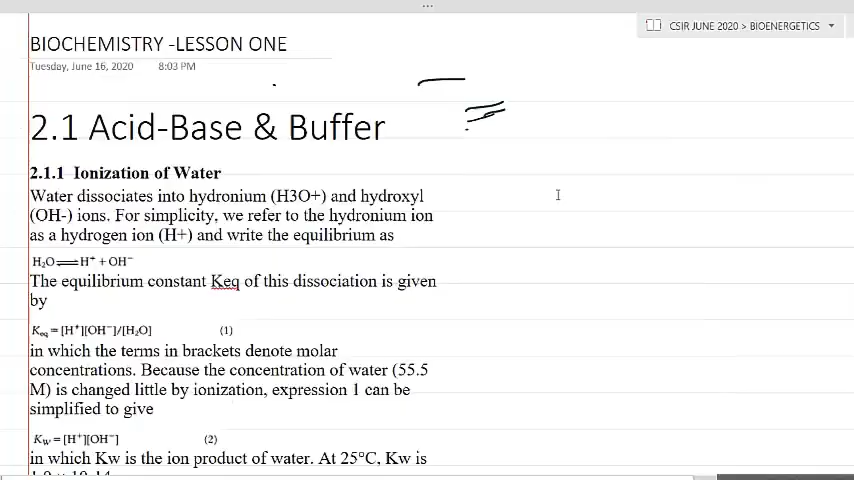 CSIR JUNE 2020 > BIOENERGETICS
BIOCHEMISTRY -LESSON ONE
Tuesday, June 16, 2020 8:03 PM
2.1 Acid-Base & Buffer
2.1.1 Ionization of Water
Water dissociates into hydronium (H3O+) and hydroxyl
(OH-) ions. For simplicity, we refer to the hydronium ion
as a hydrogen ion (H+) and write the equilibrium as
H₂O⇌H⁺ + OH⁻
The equilibrium constant Keq of this dissociation is given
by
Keq = [H⁺][OH⁻]/[H₂O] (1)
in which the terms in brackets denote molar
concentrations. Because the concentration of water (55.5
M) is changed little by ionization, expression 1 can be
simplified to give
Kw = [H⁺][OH⁻] (2)
in which Kw is the ion product of water. At 25°C, Kw is